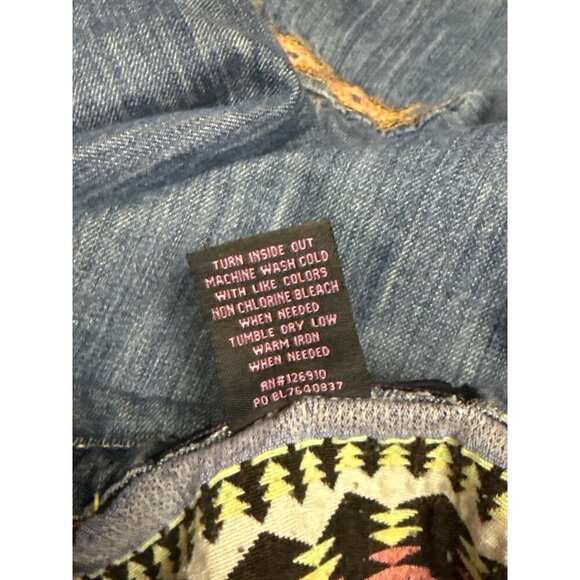 TURN INSIDE OUT
MACHINE WASH COLD
WITH LIKE COLORS
NON CHLORINE BLEACH
WHEN NEEDED
TUMBLE DRY LOW
WARM IRON
WHEN NEEDED
RN#126910
PO BL7640837